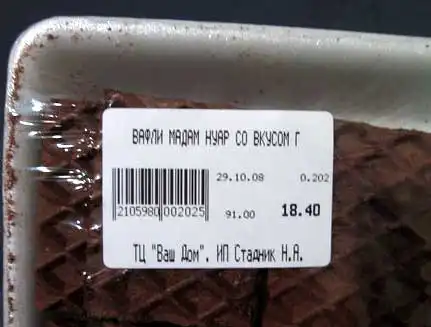 ВАФЛИ МАДАМ НУАР СО ВКУСОМ Г
29.10.08 0.202
2105980 002025
91.00 18.40
ТЦ "Ваш Дом". ИП Стадник Н.А.